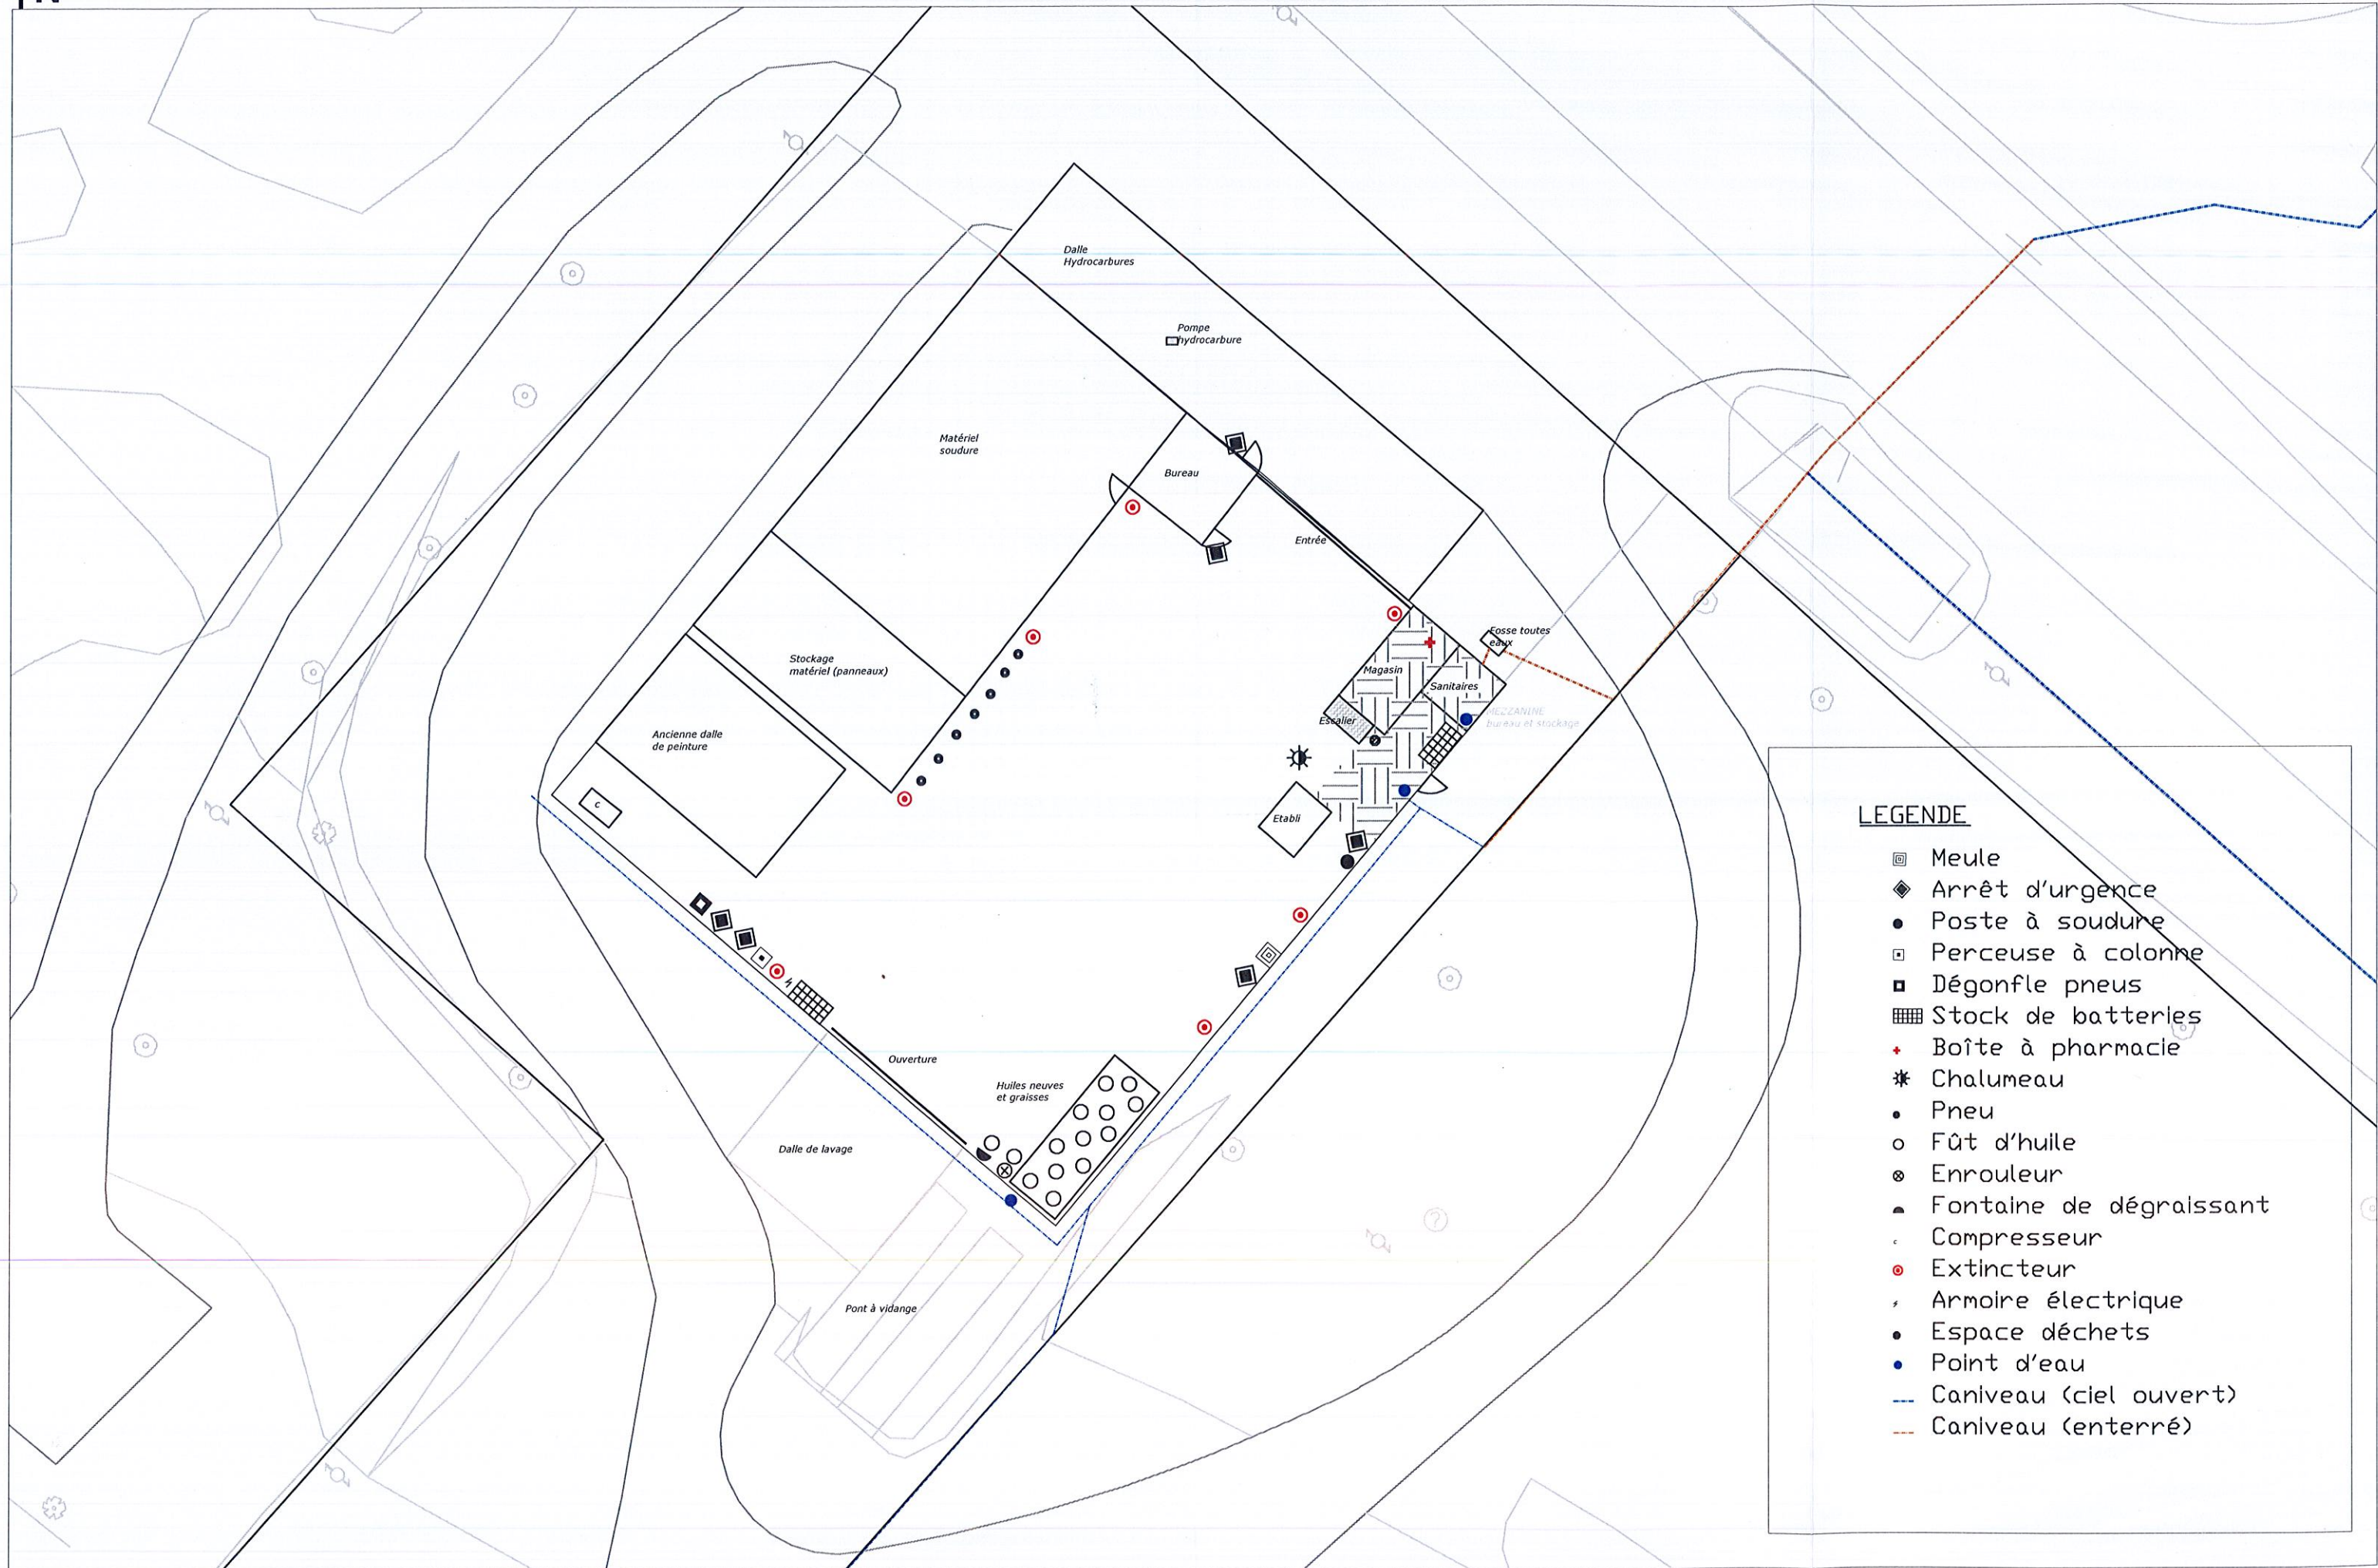 N
Dalle
Hydrocarbures
Pompe
hydrocarbure
Matériel
soudure
Bureau
Entrée
Fosse toutes
eaux
Stockage
matériel (panneaux)
Magasin
Sanitaires
Escalier
MEZZANINE
bureau et stockage
Ancienne dalle
de peinture
c
Etabli
Ouverture
Huiles neuves
et graisses
Dalle de lavage
Pont à vidange
?
LEGENDE
Meule
Arrêt d'urgence
Poste à soudure
Perceuse à colonne
Dégonfle pneus
Stock de batteries
Boîte à pharmacie
Chalumeau
Pneu
Fût d'huile
Enrouleur
Fontaine de dégraissant
c Compresseur
Extincteur
Armoire électrique
Espace déchets
Point d'eau
Caniveau (ciel ouvert)
Caniveau (enterré)